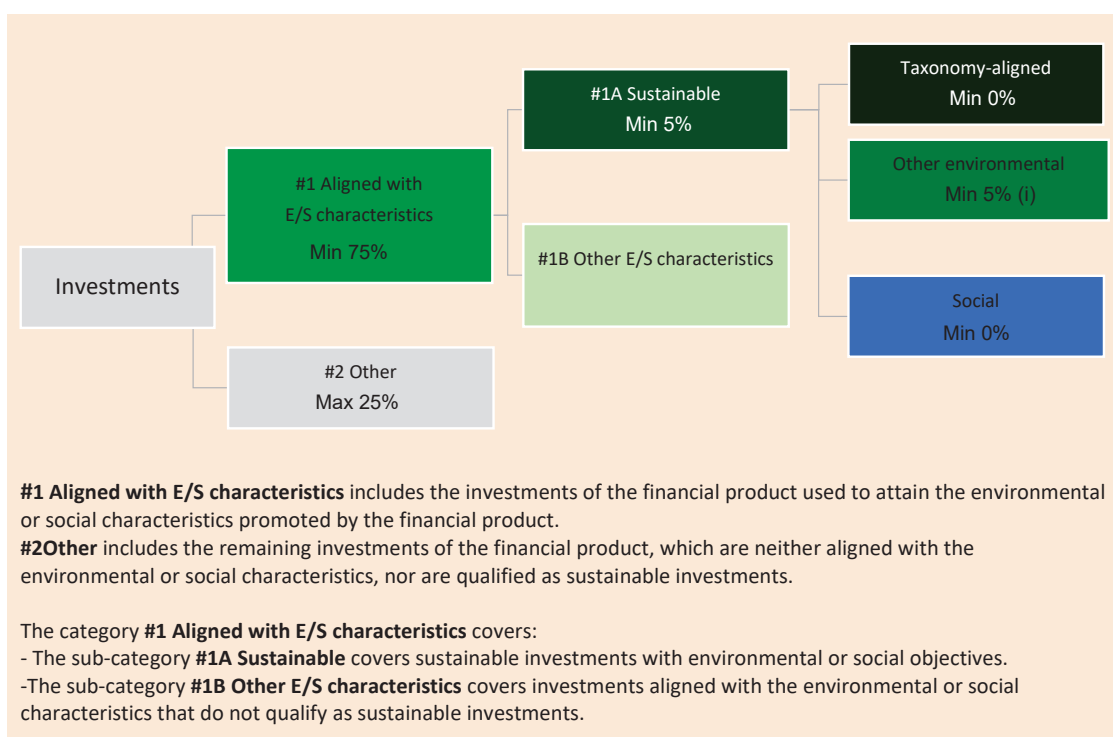 Investments
#1 Aligned with
E/S characteristics
Min 75%
#2 Other
Max 25%
#1A Sustainable
Min 5%
#1B Other E/S characteristics
Taxonomy-aligned
Min 0%
Other environmental
Min 5% (i)
Social
Min 0%
#1 Aligned with E/S characteristics includes the investments of the financial product used to attain the environmental
or social characteristics promoted by the financial product.
#2Other includes the remaining investments of the financial product, which are neither aligned with the
environmental or social characteristics, nor are qualified as sustainable investments.
The category #1 Aligned with E/S characteristics covers:
- The sub-category #1A Sustainable covers sustainable investments with environmental or social objectives.
-The sub-category #1B Other E/S characteristics covers investments aligned with the environmental or social
characteristics that do not qualify as sustainable investments.